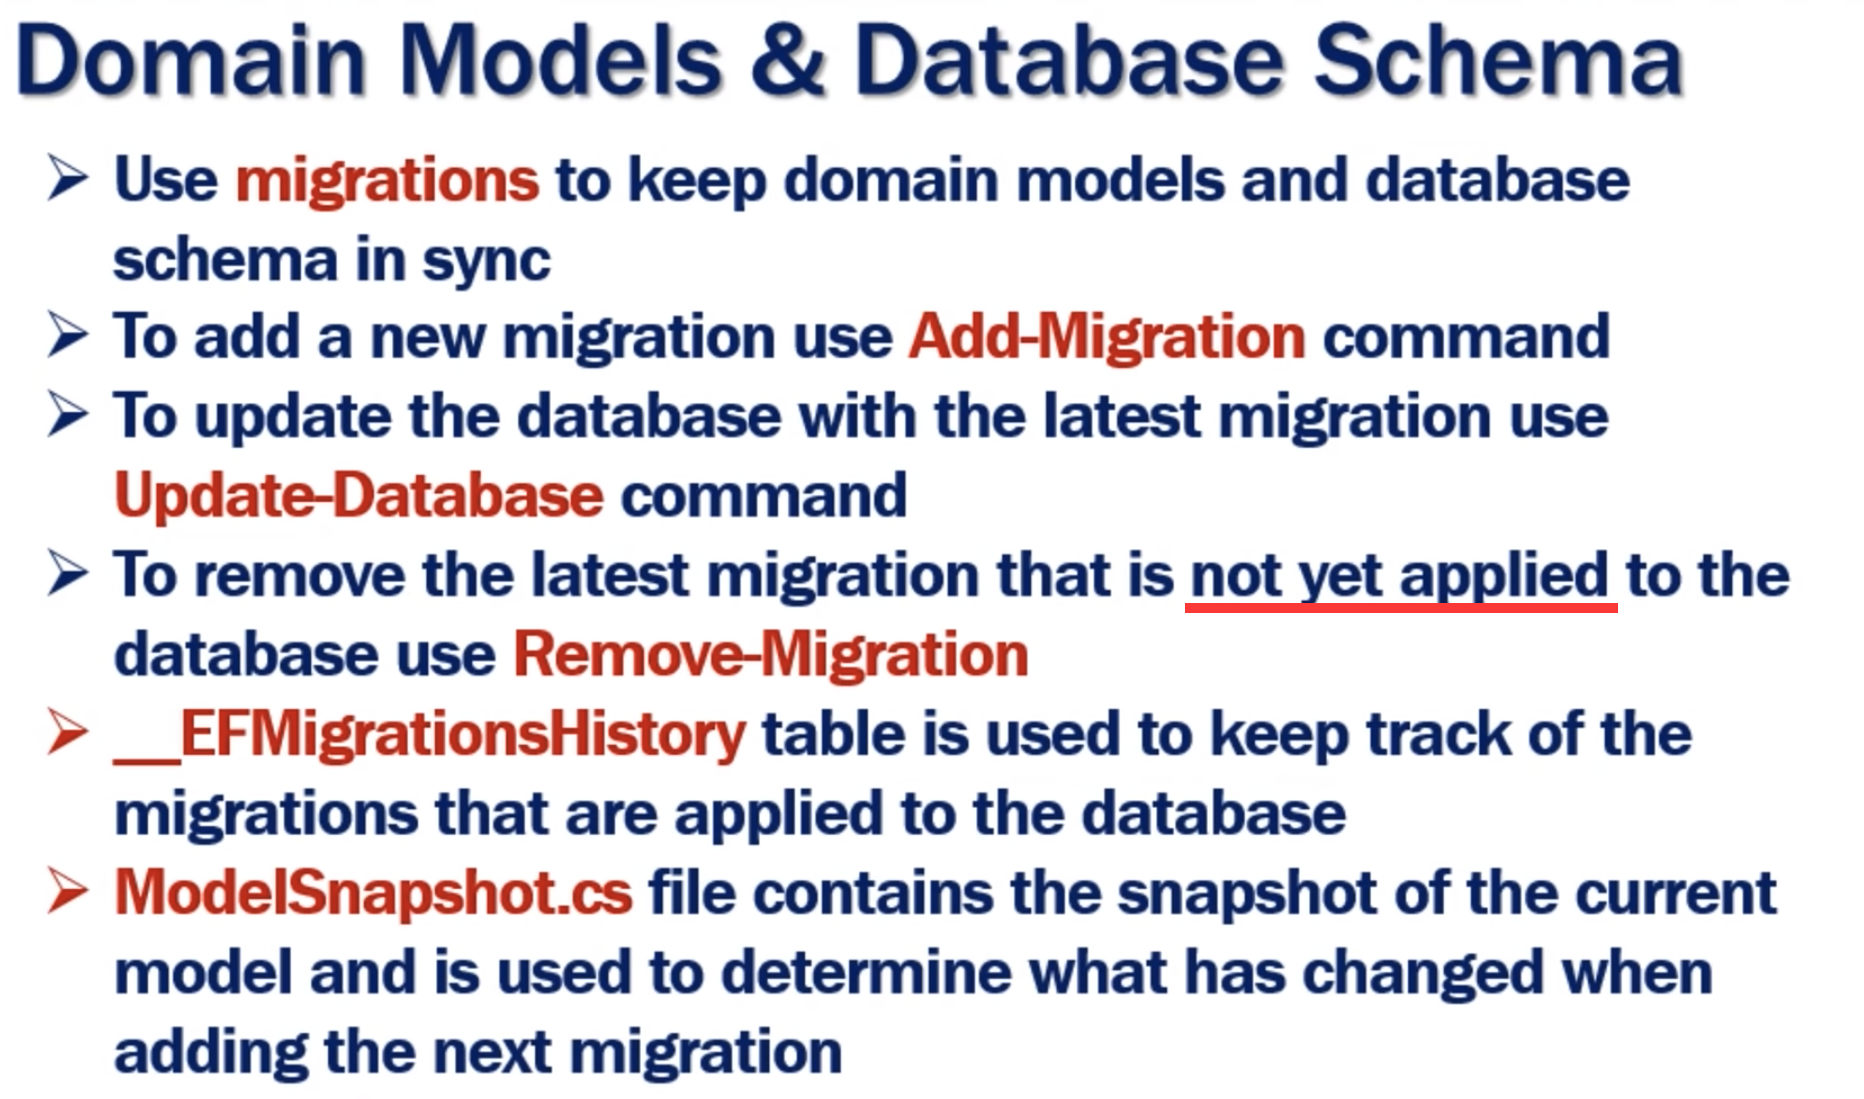 Domain Models & Database Schema
➢ Use migrations to keep domain models and database
schema in sync
➢ To add a new migration use Add-Migration command
➢ To update the database with the latest migration use
Update-Database command
➢ To remove the latest migration that is not yet applied to the
database use Remove-Migration
➢ __EFMigrationsHistory table is used to keep track of the
migrations that are applied to the database
➢ ModelSnapshot.cs file contains the snapshot of the current
model and is used to determine what has changed when
adding the next migration